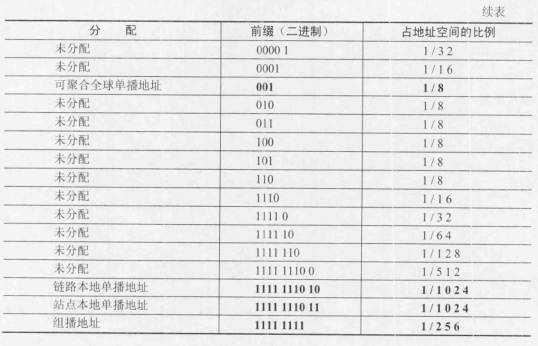 续表
分 配 前缀（二进制） 占地址空间的比例
未分配 0000 1 1/32
未分配 0001 1/16
可聚合全球单播地址 001 1/8
未分配 010 1/8
未分配 011 1/8
未分配 100 1/8
未分配 101 1/8
未分配 110 1/8
未分配 1110 1/16
未分配 1111 0 1/32
未分配 1111 10 1/64
未分配 1111 110 1/128
未分配 1111 1110 0 1/512
链路本地单播地址 1111 1110 10 1/1024
站点本地单播地址 1111 1110 11 1/1024
组播地址 1111 1111 1/256